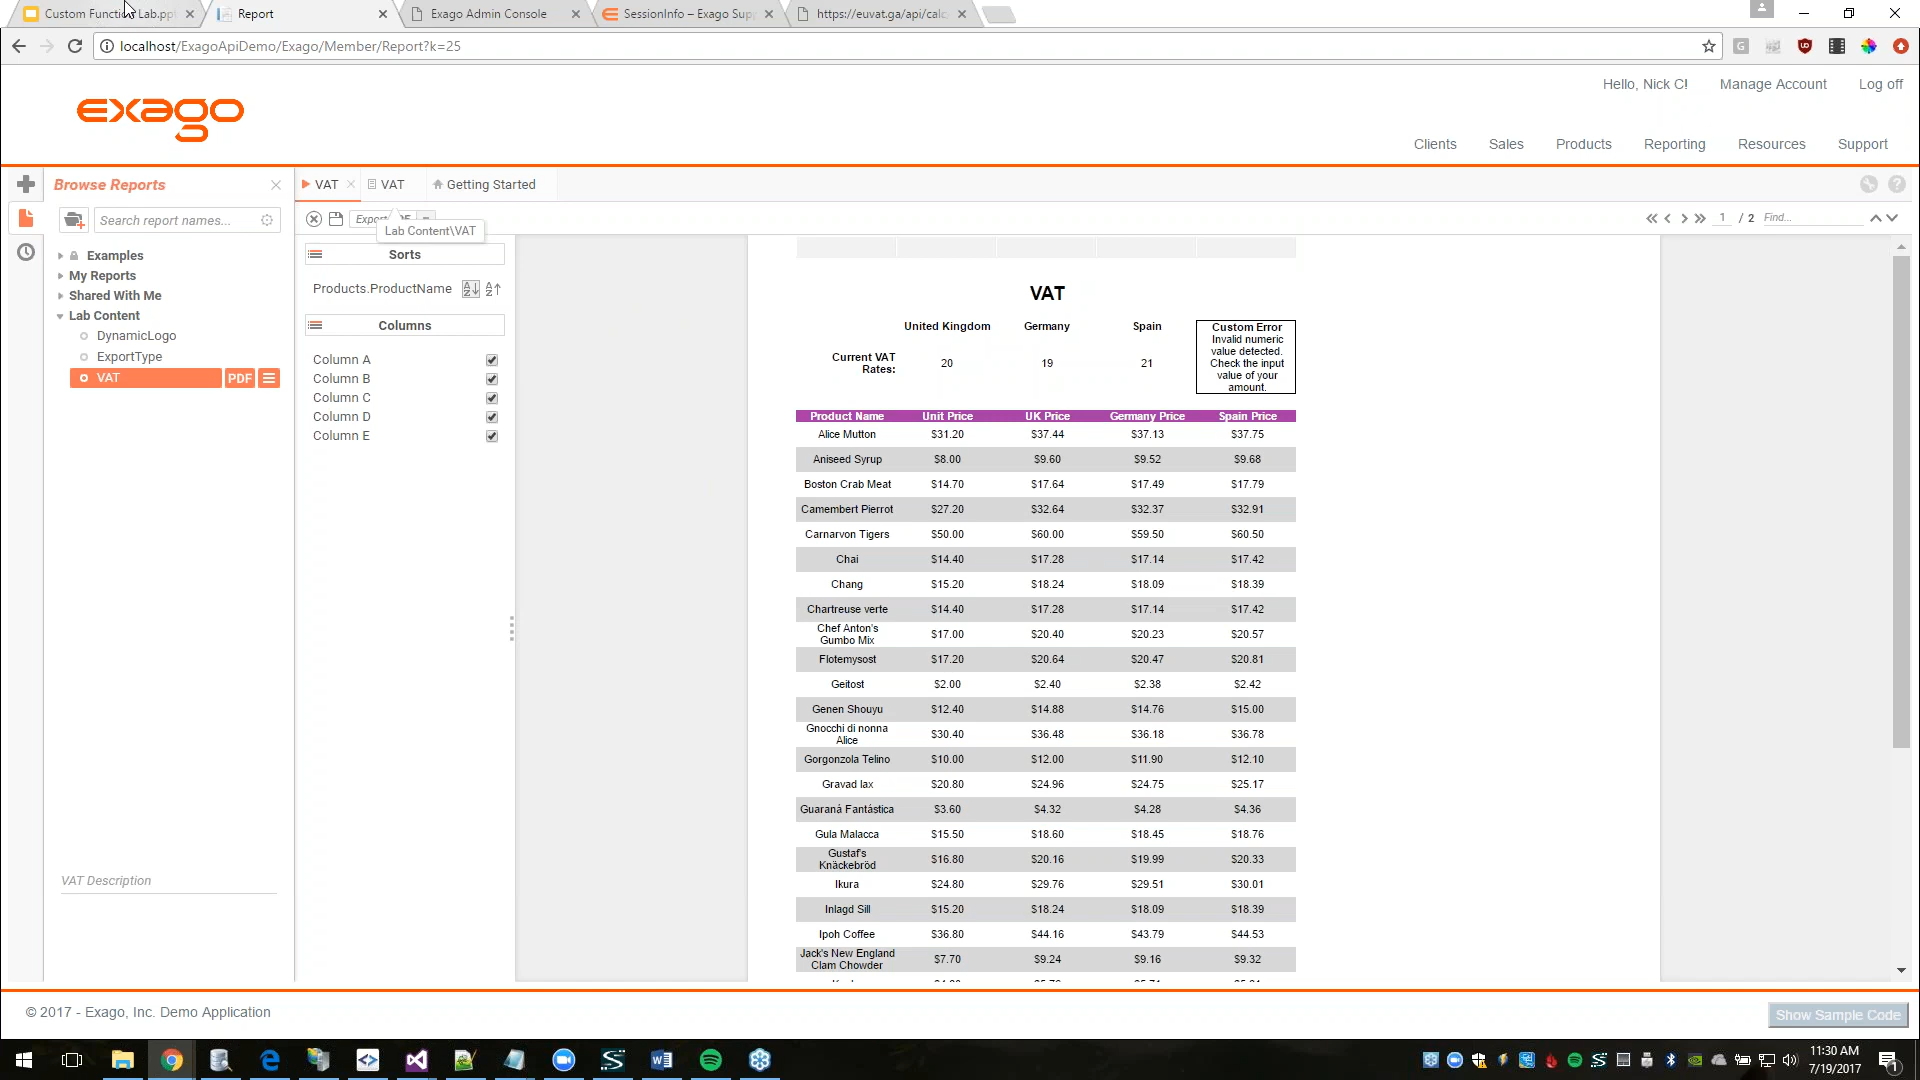 Custom Function Lab.ppt
Report
Exago Admin Console
SessionInfo – Exago Sup
https://euvat.ga/api/calc
localhost/ExagoApiDemo/Exago/Member/Report?k=25
Hello, Nick C!
Manage Account
Log off
exago
Clients
Sales
Products
Reporting
Resources
Support
Browse Reports
VAT
VAT
Getting Started
Search report names...
Export
1 / 2
Find...
Lab Content\VAT
Examples
My Reports
Shared With Me
Lab Content
DynamicLogo
ExportType
VAT
PDF
VAT Description
Sorts
Products.ProductName
Columns
Column A
Column B
Column C
Column D
Column E
VAT
United Kingdom Germany Spain
Current VAT Rates: 20 19 21
Custom Error
Invalid numeric
value detected.
Check the input
value of your
amount.
Product Name Unit Price UK Price Germany Price Spain Price
Alice Mutton $31.20 $37.44 $37.13 $37.75
Aniseed Syrup $8.00 $9.60 $9.52 $9.68
Boston Crab Meat $14.70 $17.64 $17.49 $17.79
Camembert Pierrot $27.20 $32.64 $32.37 $32.91
Carnarvon Tigers $50.00 $60.00 $59.50 $60.50
Chai $14.40 $17.28 $17.14 $17.42
Chang $15.20 $18.24 $18.09 $18.39
Chartreuse verte $14.40 $17.28 $17.14 $17.42
Chef Anton's Gumbo Mix $17.00 $20.40 $20.23 $20.57
Flotemysost $17.20 $20.64 $20.47 $20.81
Geitost $2.00 $2.40 $2.38 $2.42
Genen Shouyu $12.40 $14.88 $14.76 $15.00
Gnocchi di nonna Alice $30.40 $36.48 $36.18 $36.78
Gorgonzola Telino $10.00 $12.00 $11.90 $12.10
Gravad lax $20.80 $24.96 $24.75 $25.17
Guaraná Fantástica $3.60 $4.32 $4.28 $4.36
Gula Malacca $15.50 $18.60 $18.45 $18.76
Gustaf's Knäckebröd $16.80 $20.16 $19.99 $20.33
Ikura $24.80 $29.76 $29.51 $30.01
Inlagd Sill $15.20 $18.24 $18.09 $18.39
Ipoh Coffee $36.80 $44.16 $43.79 $44.53
Jack's New England Clam Chowder $7.70 $9.24 $9.16 $9.32
© 2017 - Exago, Inc. Demo Application
Show Sample Code
11:30 AM
7/19/2017